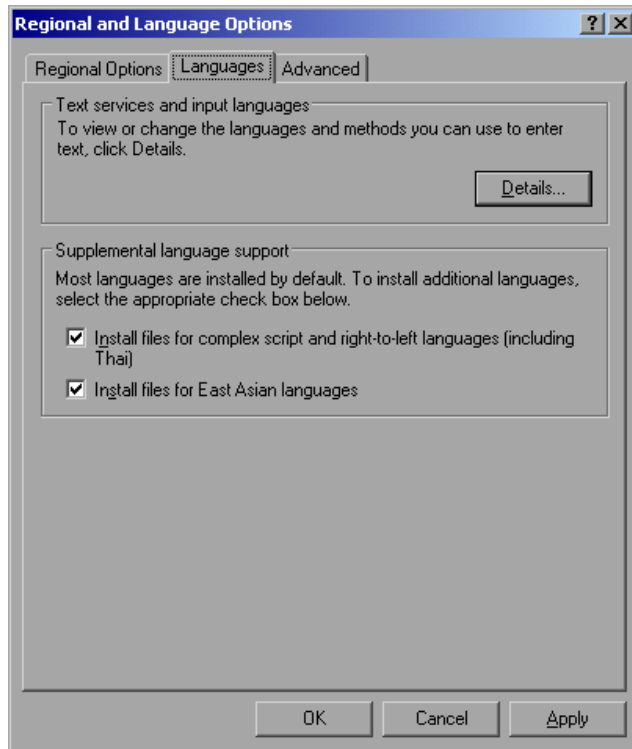 Regional and Language Options
Regional Options
Languages
Advanced
Text services and input languages
To view or change the languages and methods you can use to enter
text, click Details.
Details...
Supplemental language support
Most languages are installed by default. To install additional languages,
select the appropriate check box below.
Install files for complex script and right-to-left languages (including
Thai)
Install files for East Asian languages
OK
Cancel
Apply